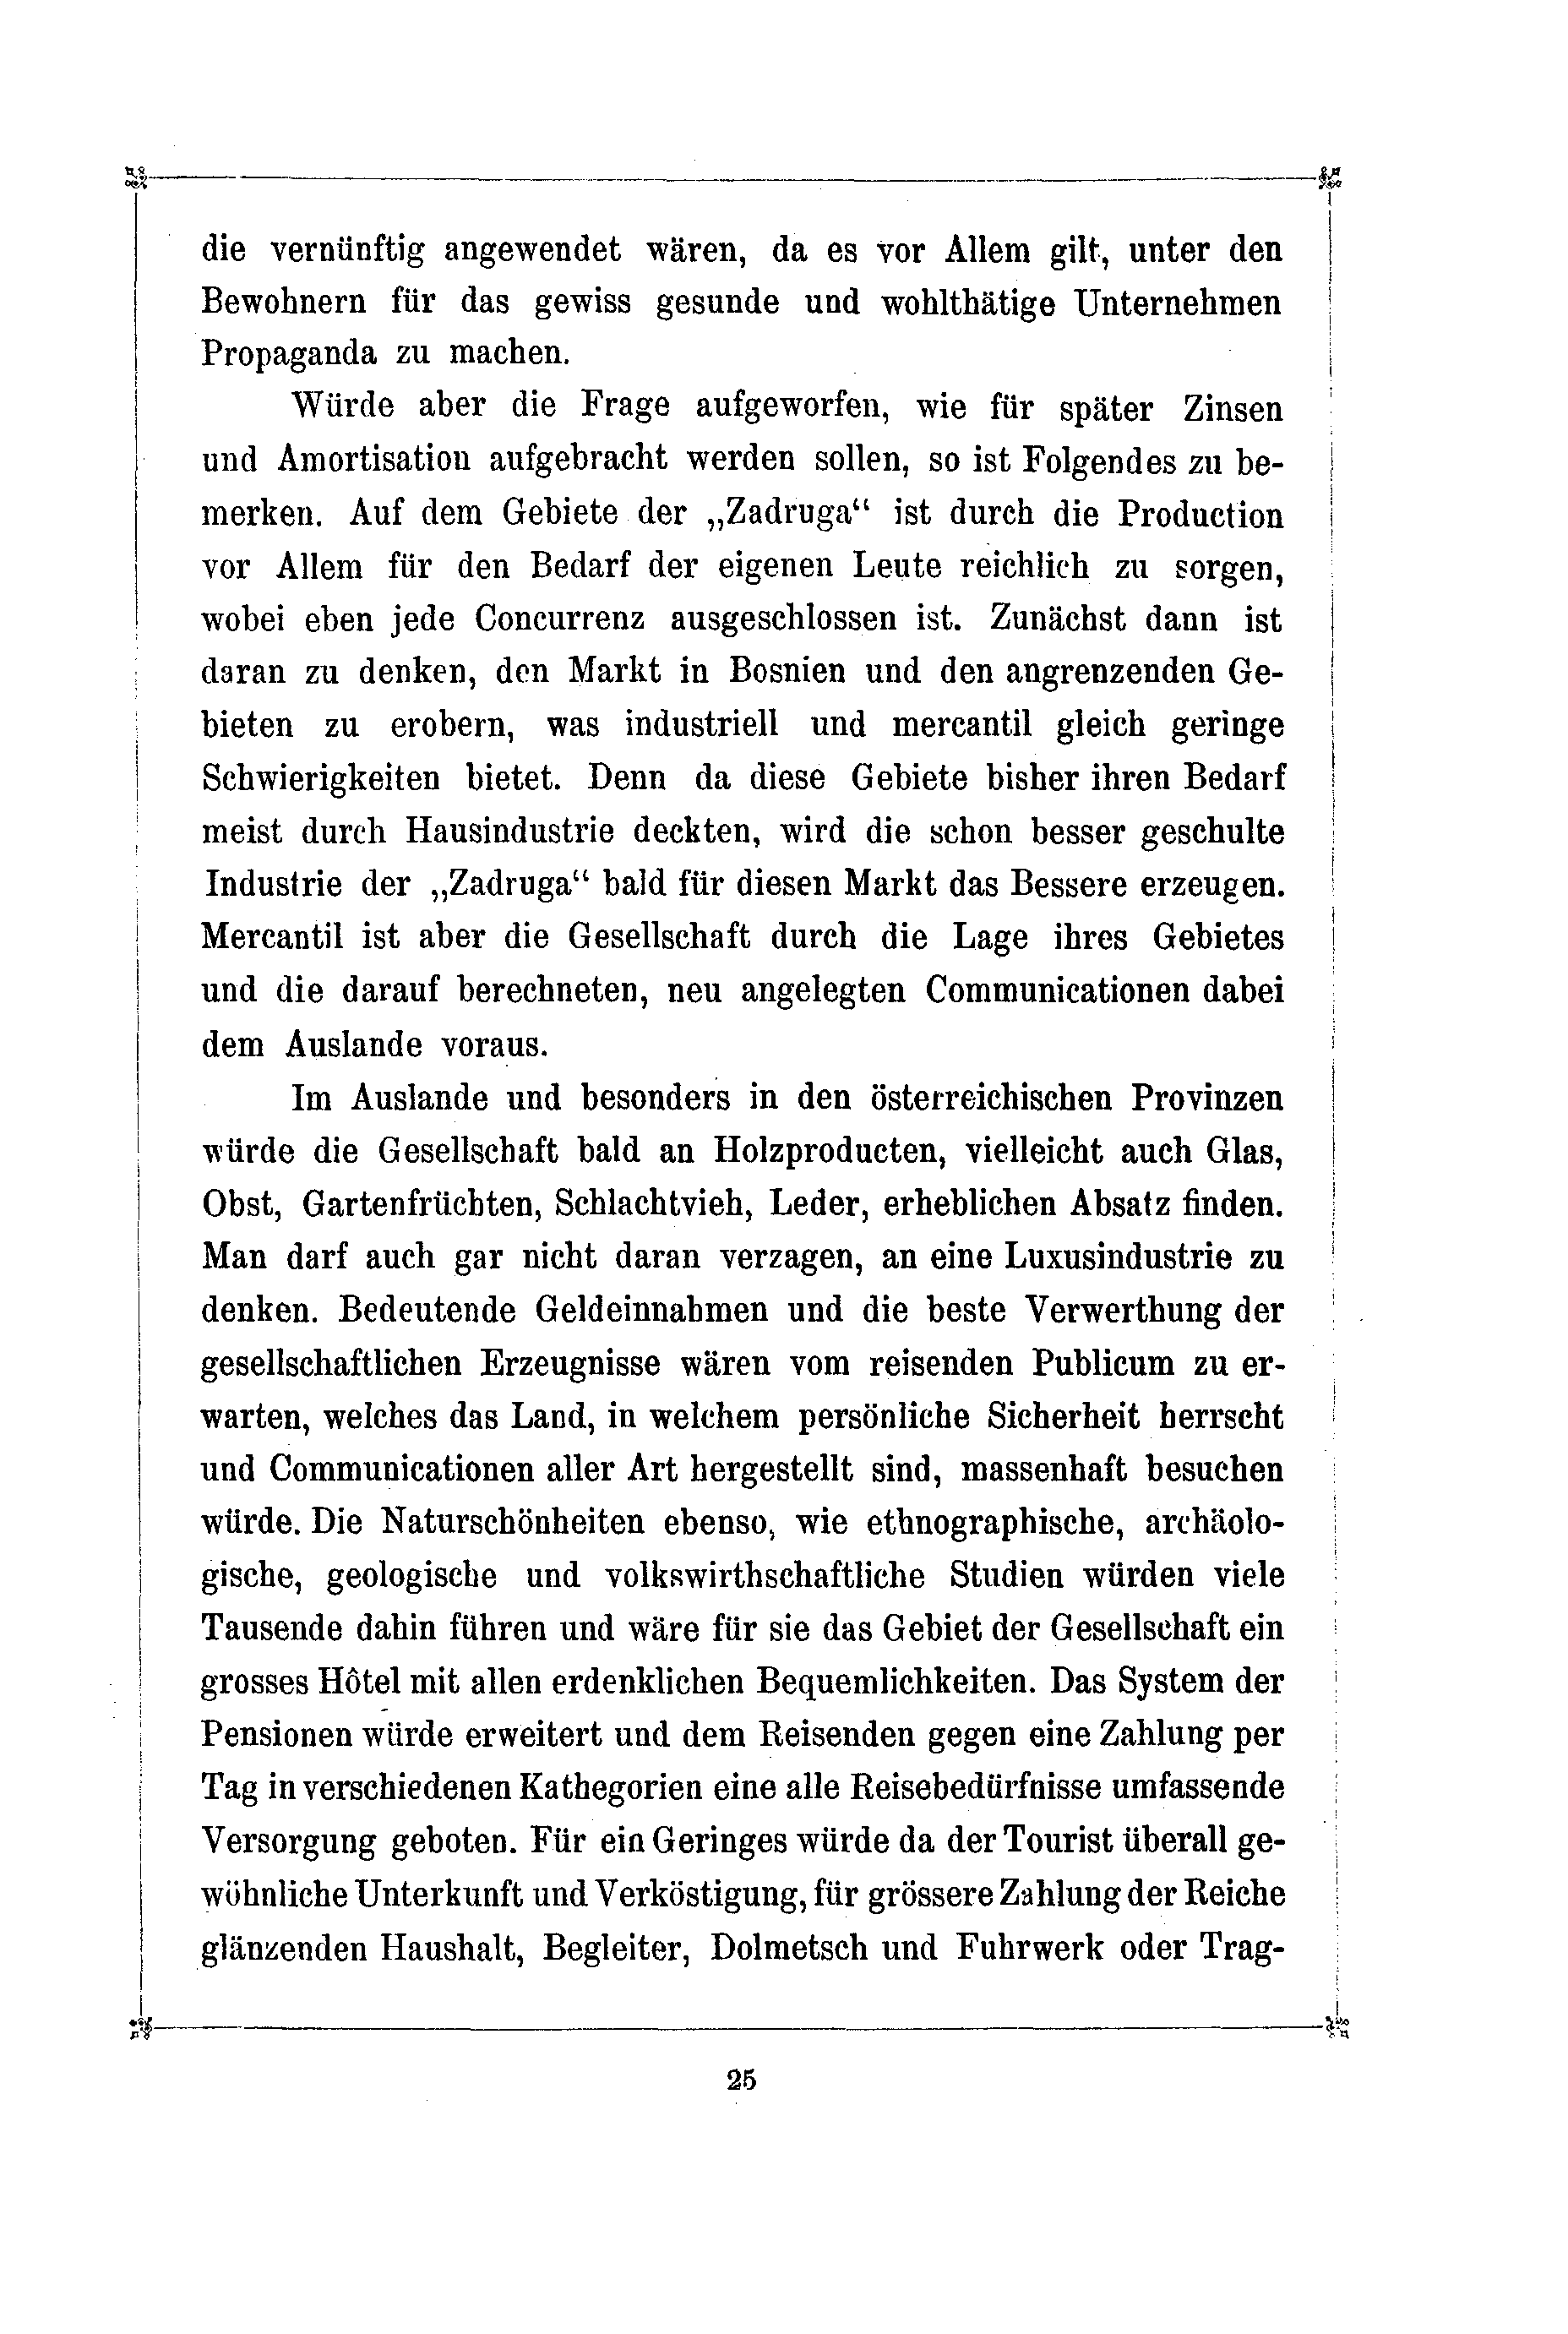 die vernünftig angewendet wären, da es vor Allem gilt, unter den
Bewohnern für das gewiss gesunde und wohlthätige Unternehmen
Propaganda zu machen.
Würde aber die Frage aufgeworfen, wie für später Zinsen
und Amortisation aufgebracht werden sollen, so ist Folgendes zu be-
merken. Auf dem Gebiete der „Zadruga“ ist durch die Production
vor Allem für den Bedarf der eigenen Leute reichlich zu sorgen,
wobei eben jede Concurrenz ausgeschlossen ist. Zunächst dann ist
daran zu denken, den Markt in Bosnien und den angrenzenden Ge-
bieten zu erobern, was industriell und mercantil gleich geringe
Schwierigkeiten bietet. Denn da diese Gebiete bisher ihren Bedarf
meist durch Hausindustrie deckten, wird die schon besser geschulte
Industrie der „Zadruga“ bald für diesen Markt das Bessere erzeugen.
Mercantil ist aber die Gesellschaft durch die Lage ihres Gebietes
und die darauf berechneten, neu angelegten Communicationen dabei
dem Auslande voraus.
Im Auslande und besonders in den österreichischen Provinzen
würde die Gesellschaft bald an Holzproducten, vielleicht auch Glas,
Obst, Gartenfrüchten, Schlachtvieh, Leder, erheblichen Absatz finden.
Man darf auch gar nicht daran verzagen, an eine Luxusindustrie zu
denken. Bedeutende Geldeinnahmen und die beste Verwerthung der
gesellschaftlichen Erzeugnisse wären vom reisenden Publicum zu er-
warten, welches das Land, in welchem persönliche Sicherheit herrscht
und Communicationen aller Art hergestellt sind, massenhaft besuchen
würde. Die Naturschönheiten ebenso, wie ethnographische, archäolo-
gische, geologische und volkswirthschaftliche Studien würden viele
Tausende dahin führen und wäre für sie das Gebiet der Gesellschaft ein
grosses Hôtel mit allen erdenklichen Bequemlichkeiten. Das System der
Pensionen würde erweitert und dem Reisenden gegen eine Zahlung per
Tag in verschiedenen Kathegorien eine alle Reisebedürfnisse umfassende
Versorgung geboten. Für ein Geringes würde da der Tourist überall ge-
wöhnliche Unterkunft und Verköstigung, für grössere Zahlung der Reiche
glänzenden Haushalt, Begleiter, Dolmetsch und Fuhrwerk oder Trag-
25